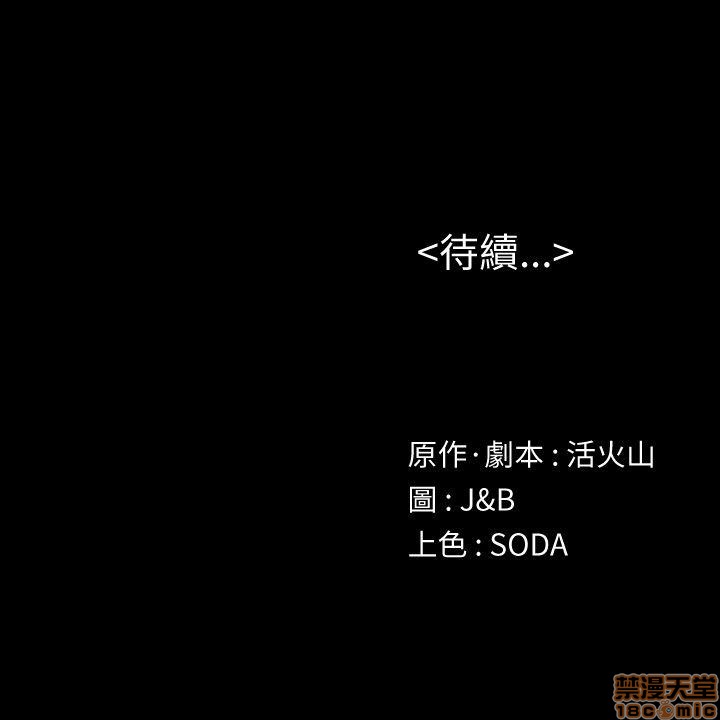 <待續...>
原作·劇本 : 活火山
圖 : J&B
上色 : SODA
禁漫天堂
18comic